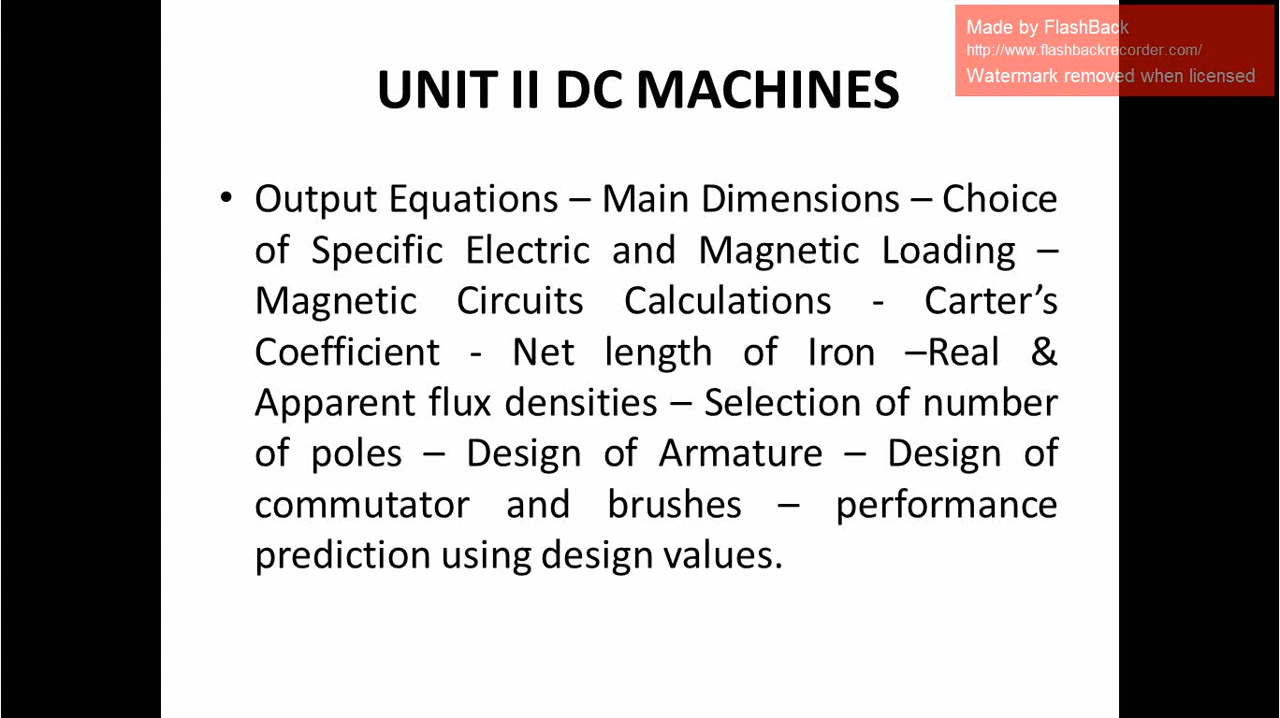 Made by FlashBack
http://www.flashbackrecorder.com/
Watermark removed when licensed
UNIT II DC MACHINES
• Output Equations – Main Dimensions – Choice
of Specific Electric and Magnetic Loading –
Magnetic Circuits Calculations - Carter’s
Coefficient - Net length of Iron –Real &
Apparent flux densities – Selection of number
of poles – Design of Armature – Design of
commutator and brushes – performance
prediction using design values.